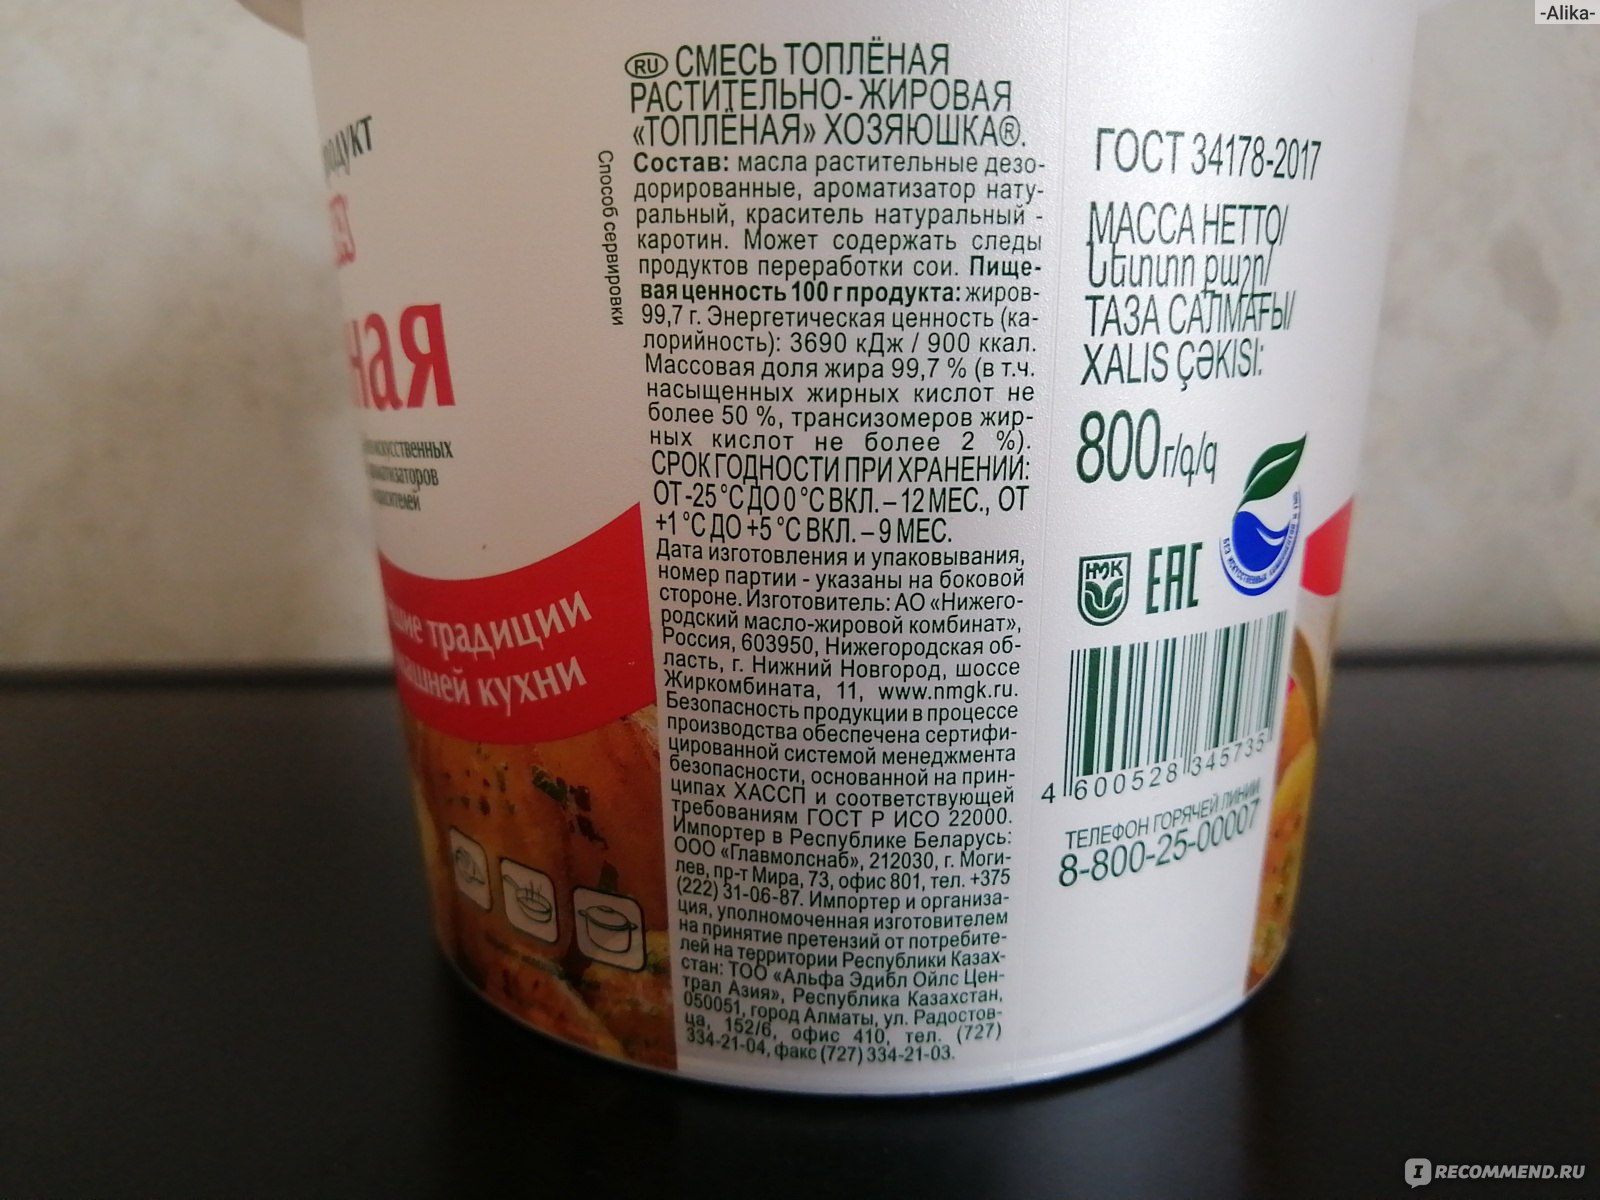 -Alika-
RU СМЕСЬ ТОПЛЁНАЯ
РАСТИТЕЛЬНО-ЖИРОВАЯ
«ТОПЛЁНАЯ» ХОЗЯЮШКА®.
Состав: масла растительные дезо-
дорированные, ароматизатор нату-
ральный, краситель натуральный -
каротин. Может содержать следы
продуктов переработки сои. Пище-
вая ценность 100 г продукта: жиров-
99,7 г. Энергетическая ценность (ка-
лорийность): 3690 кДж / 900 ккал.
Массовая доля жира 99,7 % (в т.ч.
насыщенных жирных кислот не
более 50 %, трансизомеров жир-
ных кислот не более 2 %).
СРОК ГОДНОСТИ ПРИ ХРАНЕНИИ:
ОТ -25 °С ДО 0 °С ВКЛ. – 12 МЕС., ОТ
+1 °С ДО +5 °С ВКЛ. – 9 МЕС.
Дата изготовления и упаковывания,
номер партии - указаны на боковой
стороне. Изготовитель: АО «Нижего-
родский масло-жировой комбинат»,
Россия, 603950, Нижегородская об-
ласть, г. Нижний Новгород, шоссе
Жиркомбината, 11, www.nmgk.ru.
Безопасность продукции в процессе
производства обеспечена сертифи-
цированной системой менеджмента
безопасности, основанной на прин-
ципах ХАССП и соответствующей
требованиям ГОСТ Р ИСО 22000.
Импортер в Республике Беларусь:
ООО «Главмолснаб», 212030, г. Моги-
лев, пр-т Мира, 73, офис 801, тел. +375
(222) 31-06-87. Импортер и организа-
ция, уполномоченная изготовителем
на принятие претензий от потребите-
лей на территории Республики Казах-
стан: ТОО «Альфа Эдибл Ойлс Цен-
трал Азия», Республика Казахстан,
050051, город Алматы, ул. Радостов-
ца, 152/6, офис 410, тел. (727)
334-21-04, факс (727) 334-21-03.
Способ сервировки
ГОСТ 34178-2017
МАССА НЕТТО/
Նետտո քաշը/
ТАЗА САЛМАҒЫ/
XALIS ÇƏKISI:
800 г/գ/q
НМЖК
ЕАС
4 600528 345735
ТЕЛЕФОН ГОРЯЧЕЙ ЛИНИИ
8-800-25-00007
традиции
кухни
RECOMMEND.RU